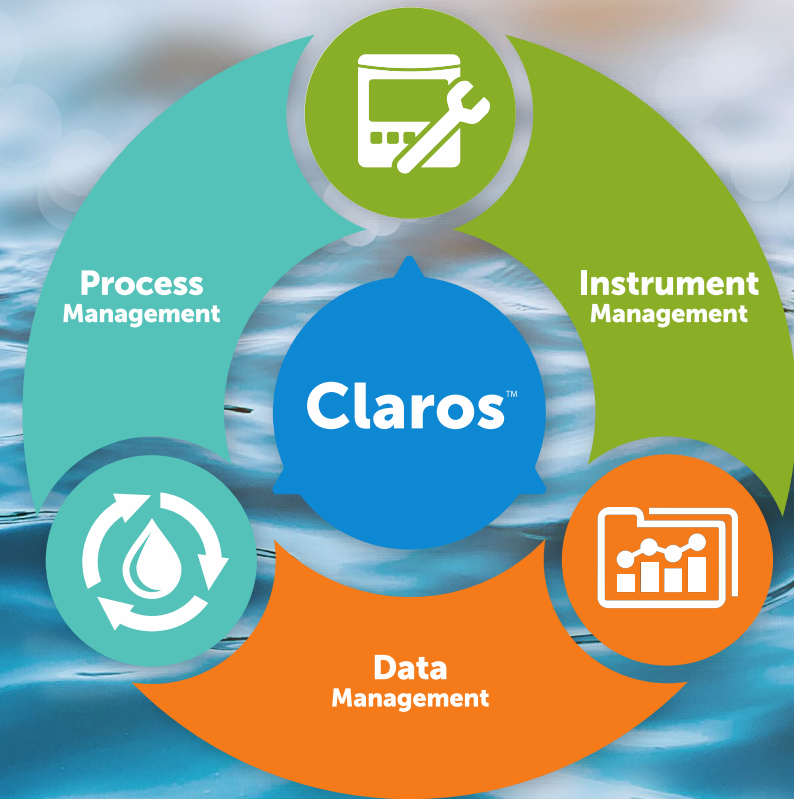 Process
Management
Instrument
Management
Claros™
Data
Management